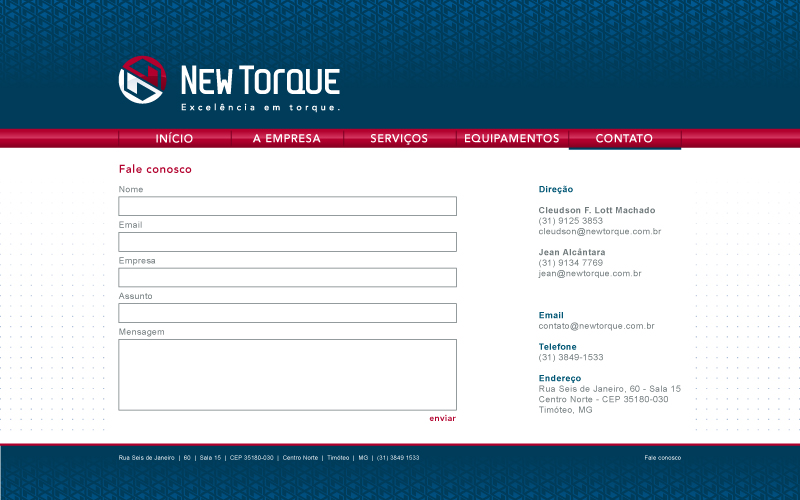 NEW TORQUE
Excelência em torque.
INÍCIO
A EMPRESA
SERVIÇOS
EQUIPAMENTOS
CONTATO
Fale conosco
Nome
Email
Empresa
Assunto
Mensagem
enviar
Direção
Cleudson F. Lott Machado
(31) 9125 3853
cleudson@newtorque.com.br
Jean Alcântara
(31) 9134 7769
jean@newtorque.com.br
Email
contato@newtorque.com.br
Telefone
(31) 3849-1533
Endereço
Rua Seis de Janeiro, 60 - Sala 15
Centro Norte - CEP 35180-030
Timóteo, MG
Rua Seis de Janeiro | 60 | Sala 15 | CEP 35180-030 | Centro Norte | Timóteo | MG | (31) 3849 1533
Fale conosco